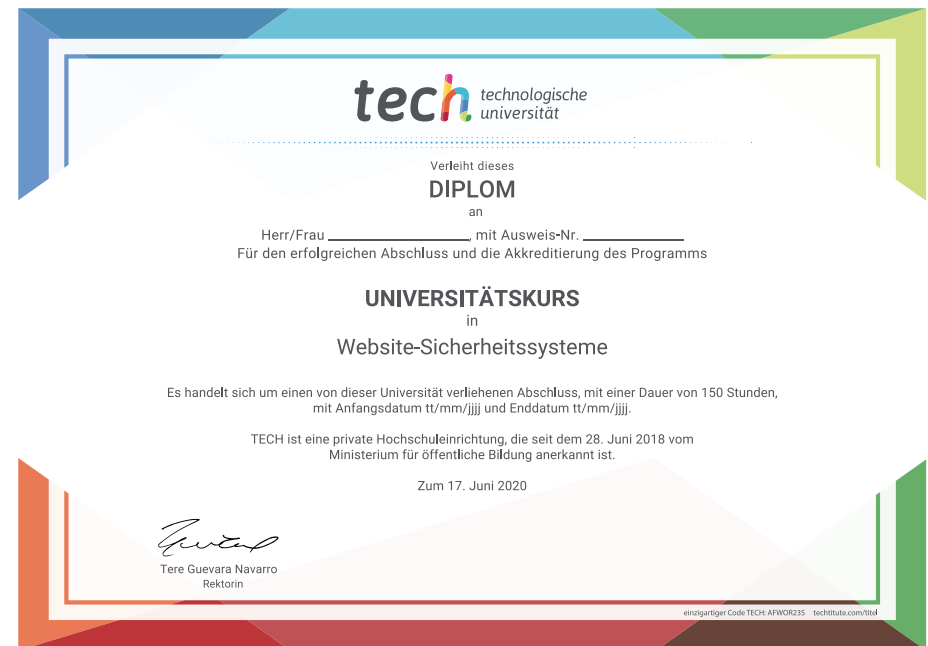 tech technologische
universität
Verleiht dieses
DIPLOM
an
Herr/Frau ____________________, mit Ausweis-Nr. ______________
Für den erfolgreichen Abschluss und die Akkreditierung des Programms
UNIVERSITÄTSKURS
in
Website-Sicherheitssysteme
Es handelt sich um einen von dieser Universität verliehenen Abschluss, mit einer Dauer von 150 Stunden,
mit Anfangsdatum tt/mm/jjjj und Enddatum tt/mm/jjjj.
TECH ist eine private Hochschuleinrichtung, die seit dem 28. Juni 2018 vom
Ministerium für öffentliche Bildung anerkannt ist.
Zum 17. Juni 2020
Tere Guevara Navarro
Rektorin
einzigartiger Code TECH: AFWOR23S techtitute.com/titel